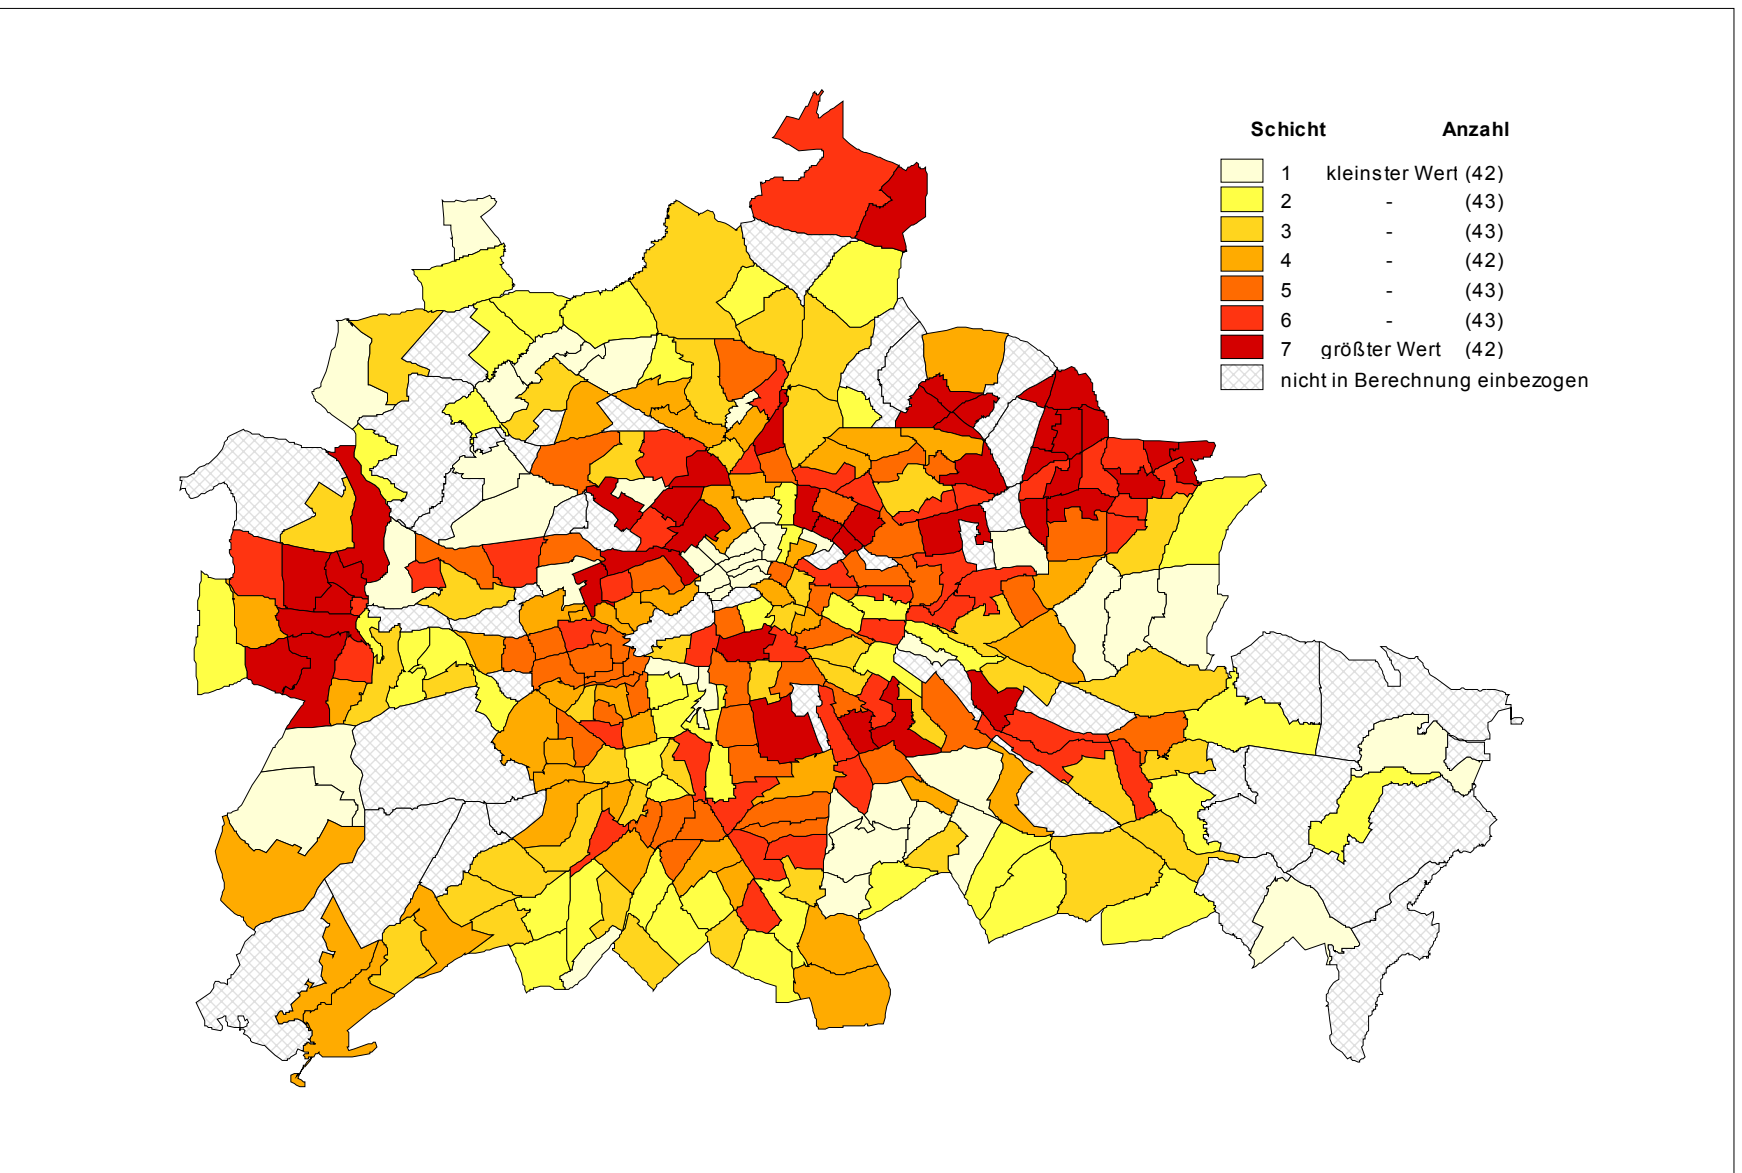 Schicht Anzahl
1 kleinster Wert (42)
2 - (43)
3 - (43)
4 - (42)
5 - (43)
6 - (43)
7 größter Wert (42)
nicht in Berechnung einbezogen